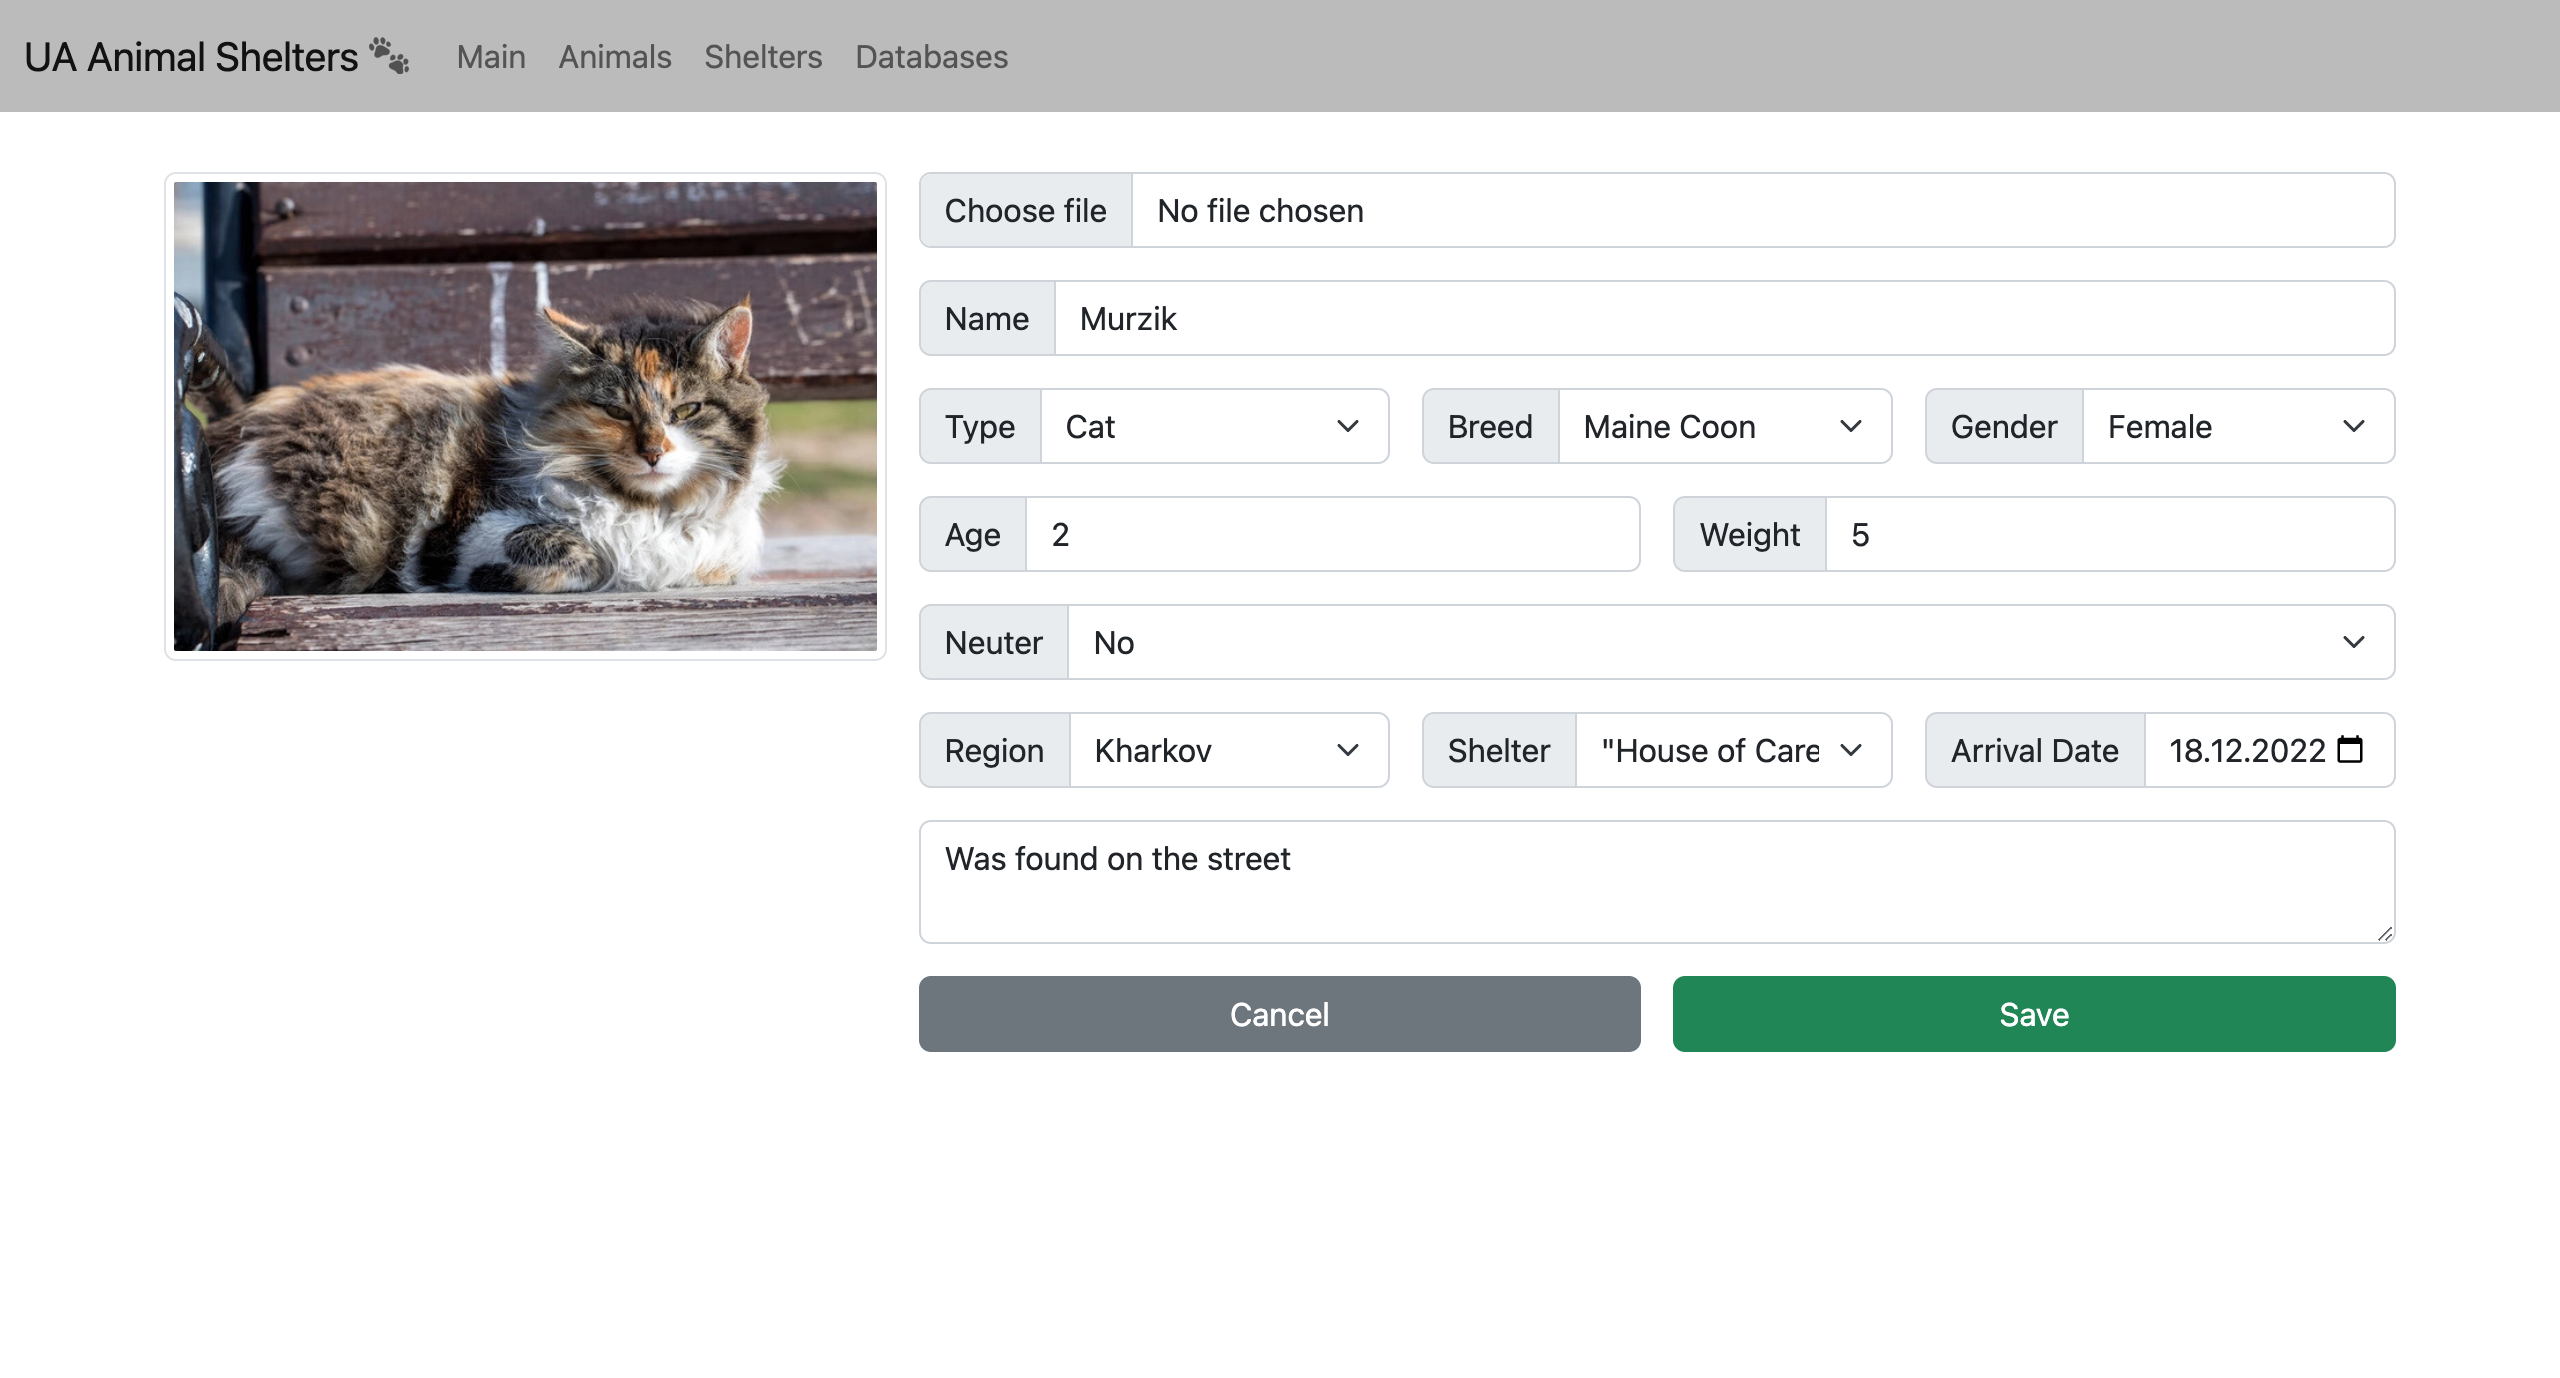 UA Animal Shelters Main Animals Shelters Databases
Choose file No file chosen
Name Murzik
Type Cat Breed Maine Coon Gender Female
Age 2 Weight 5
Neuter No
Region Kharkov Shelter "House of Care Arrival Date 18.12.2022
Was found on the street
Cancel Save